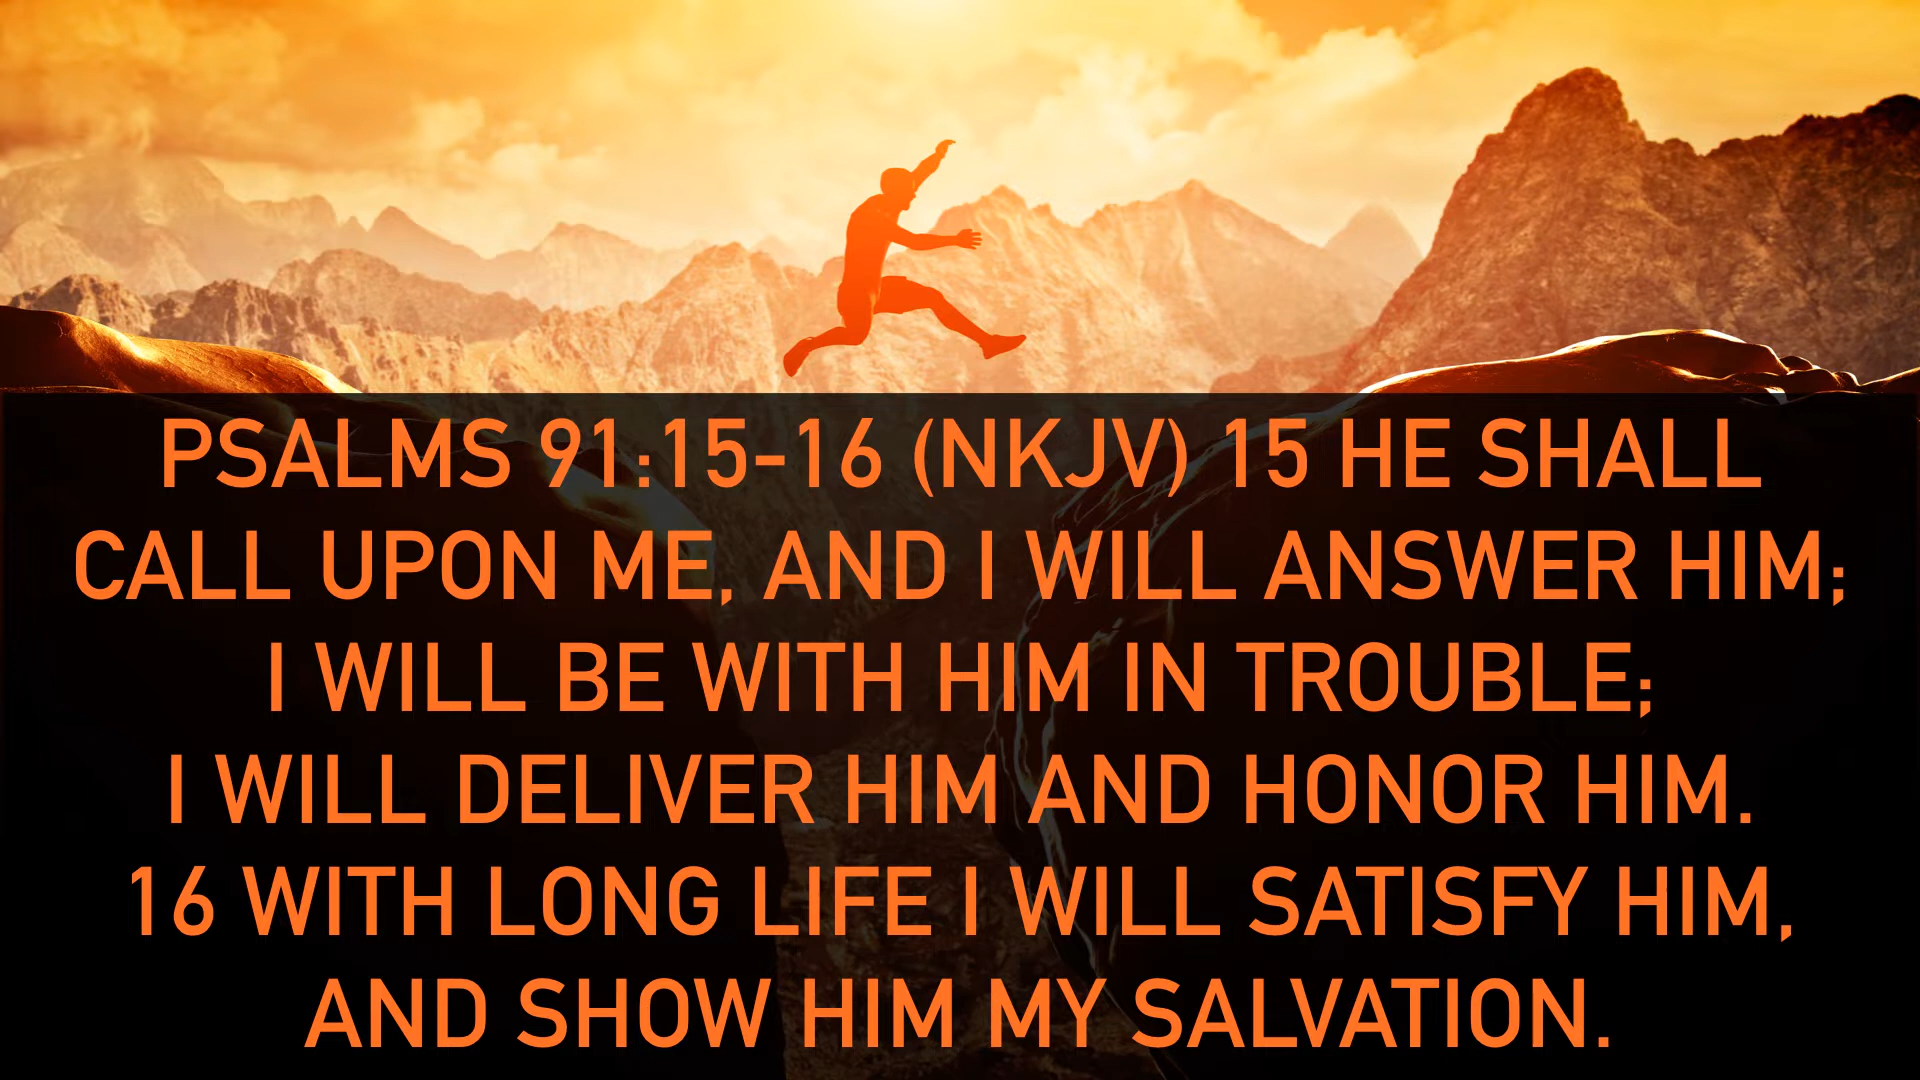 PSALMS 91:15-16 (NKJV) 15 HE SHALL
CALL UPON ME, AND I WILL ANSWER HIM;
I WILL BE WITH HIM IN TROUBLE;
I WILL DELIVER HIM AND HONOR HIM.
16 WITH LONG LIFE I WILL SATISFY HIM,
AND SHOW HIM MY SALVATION.